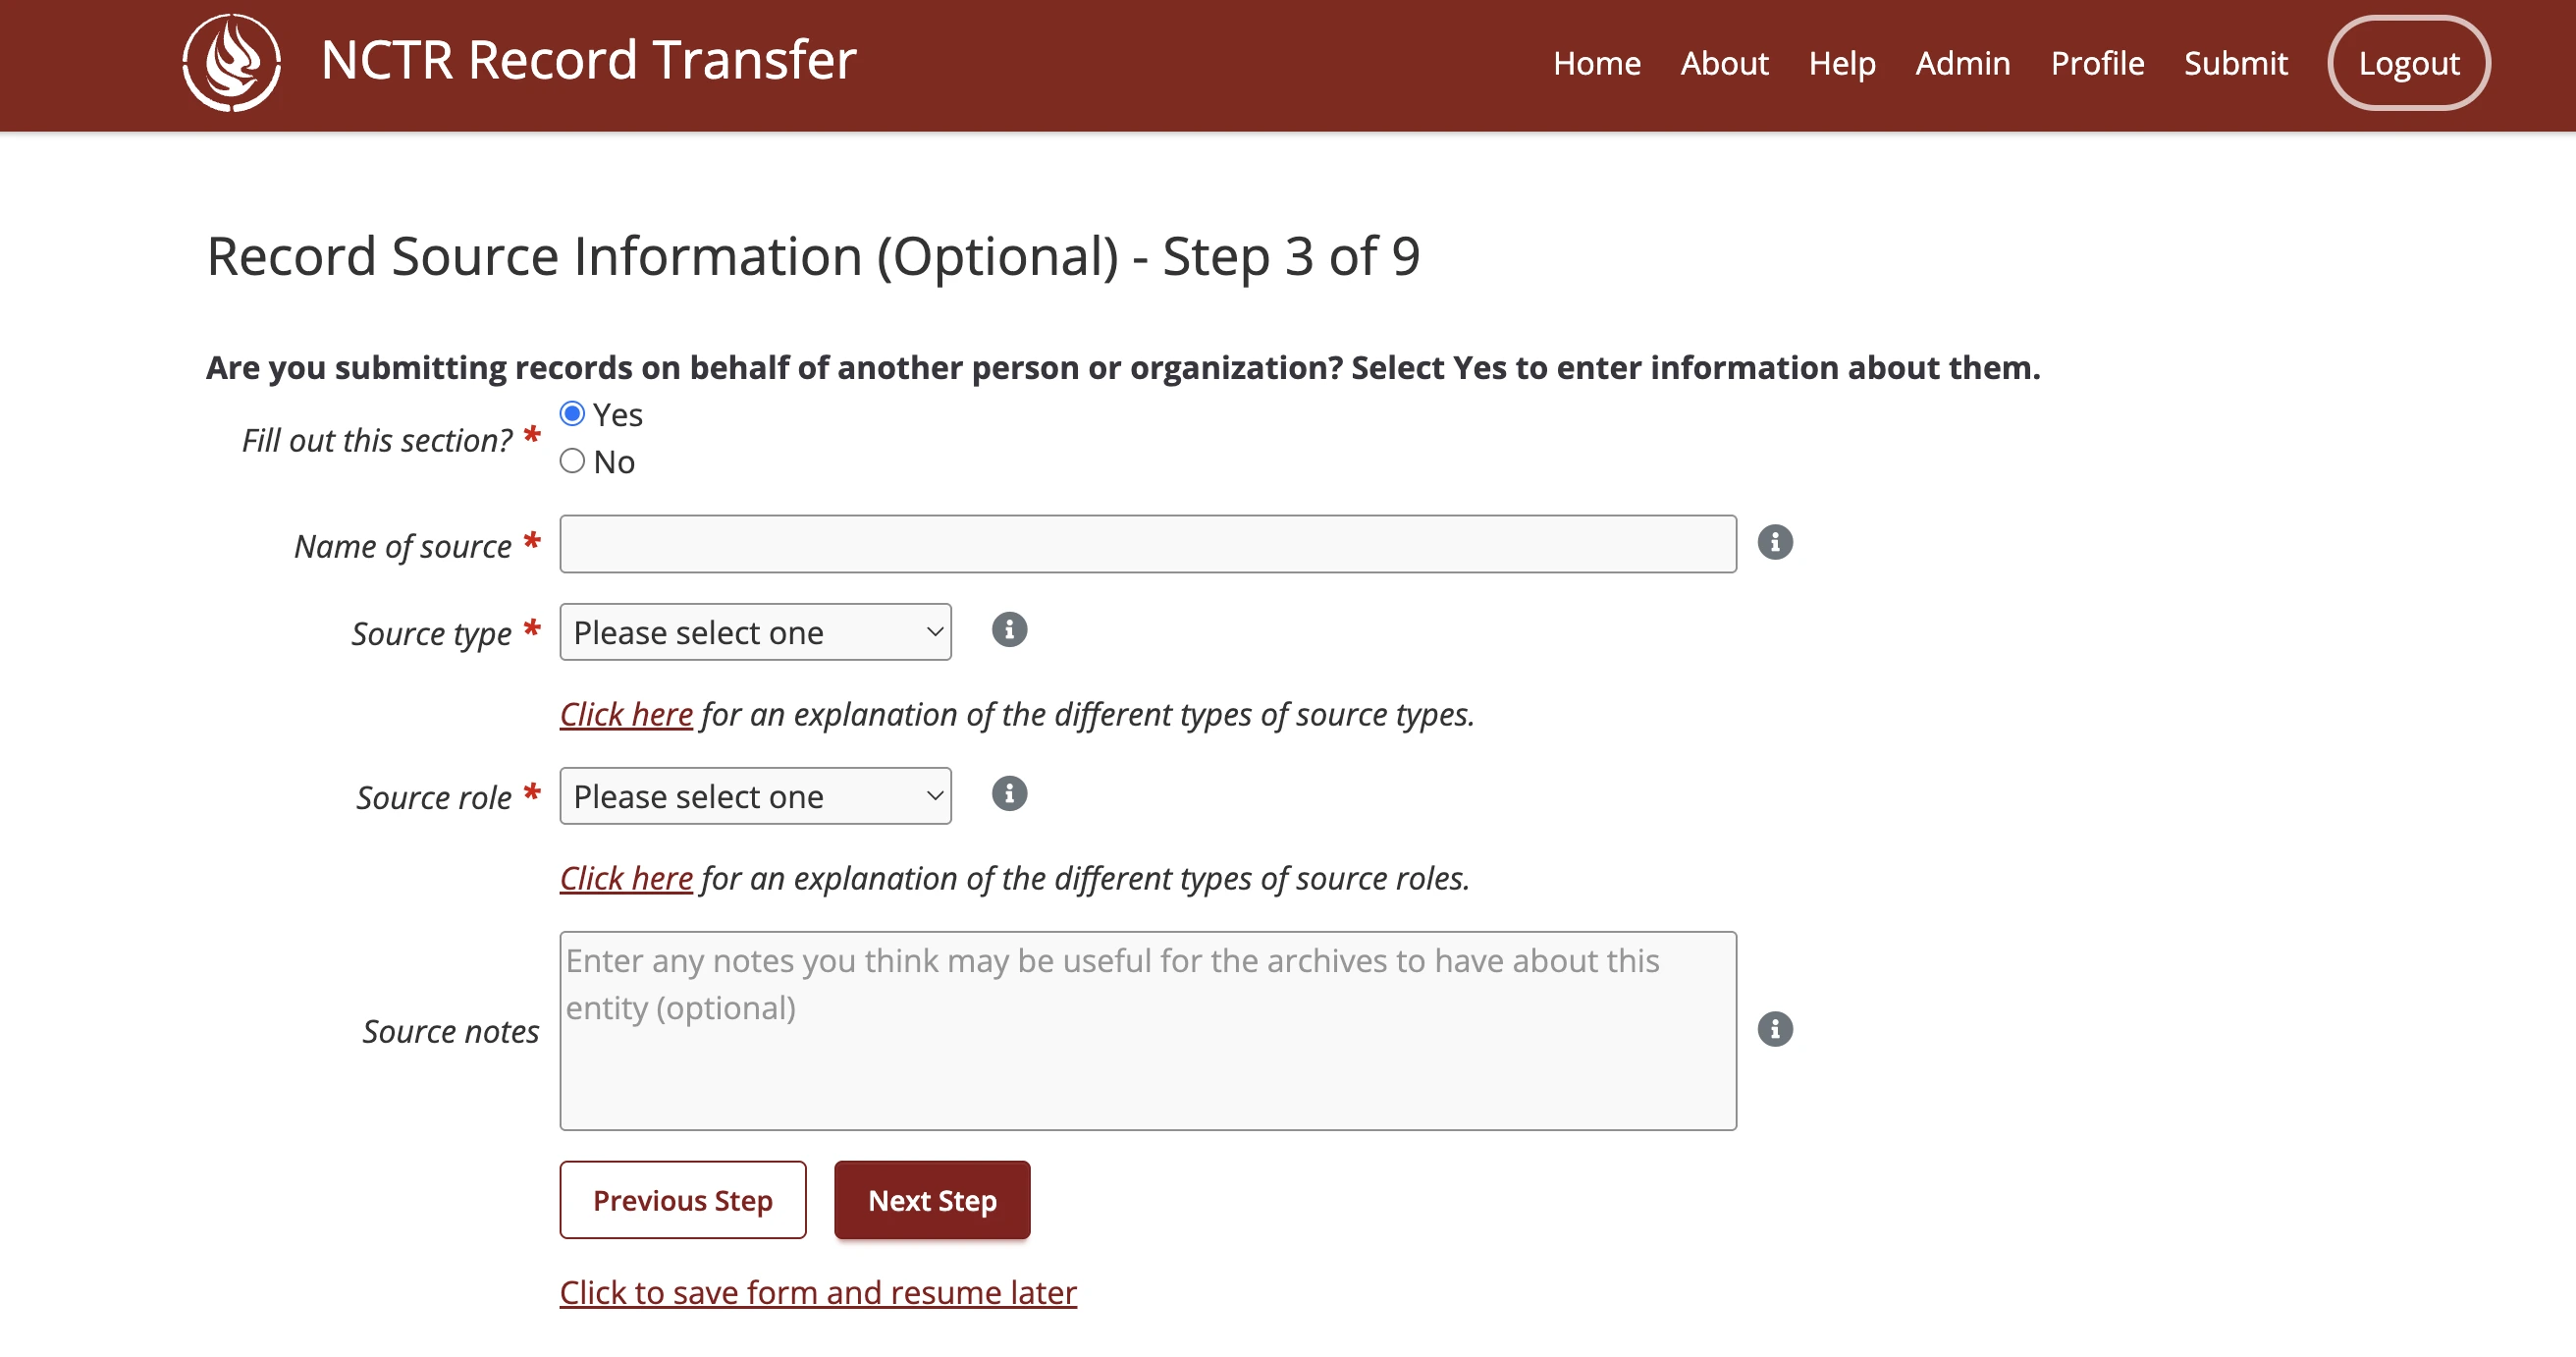 NCTR Record Transfer
Home About Help Admin Profile Submit Logout
Record Source Information (Optional) - Step 3 of 9
Are you submitting records on behalf of another person or organization? Select Yes to enter information about them.
Fill out this section? *
Yes
No
Name of source *
Source type * Please select one
Click here for an explanation of the different types of source types.
Source role * Please select one
Click here for an explanation of the different types of source roles.
Source notes
Enter any notes you think may be useful for the archives to have about this
entity (optional)
Previous Step Next Step
Click to save form and resume later